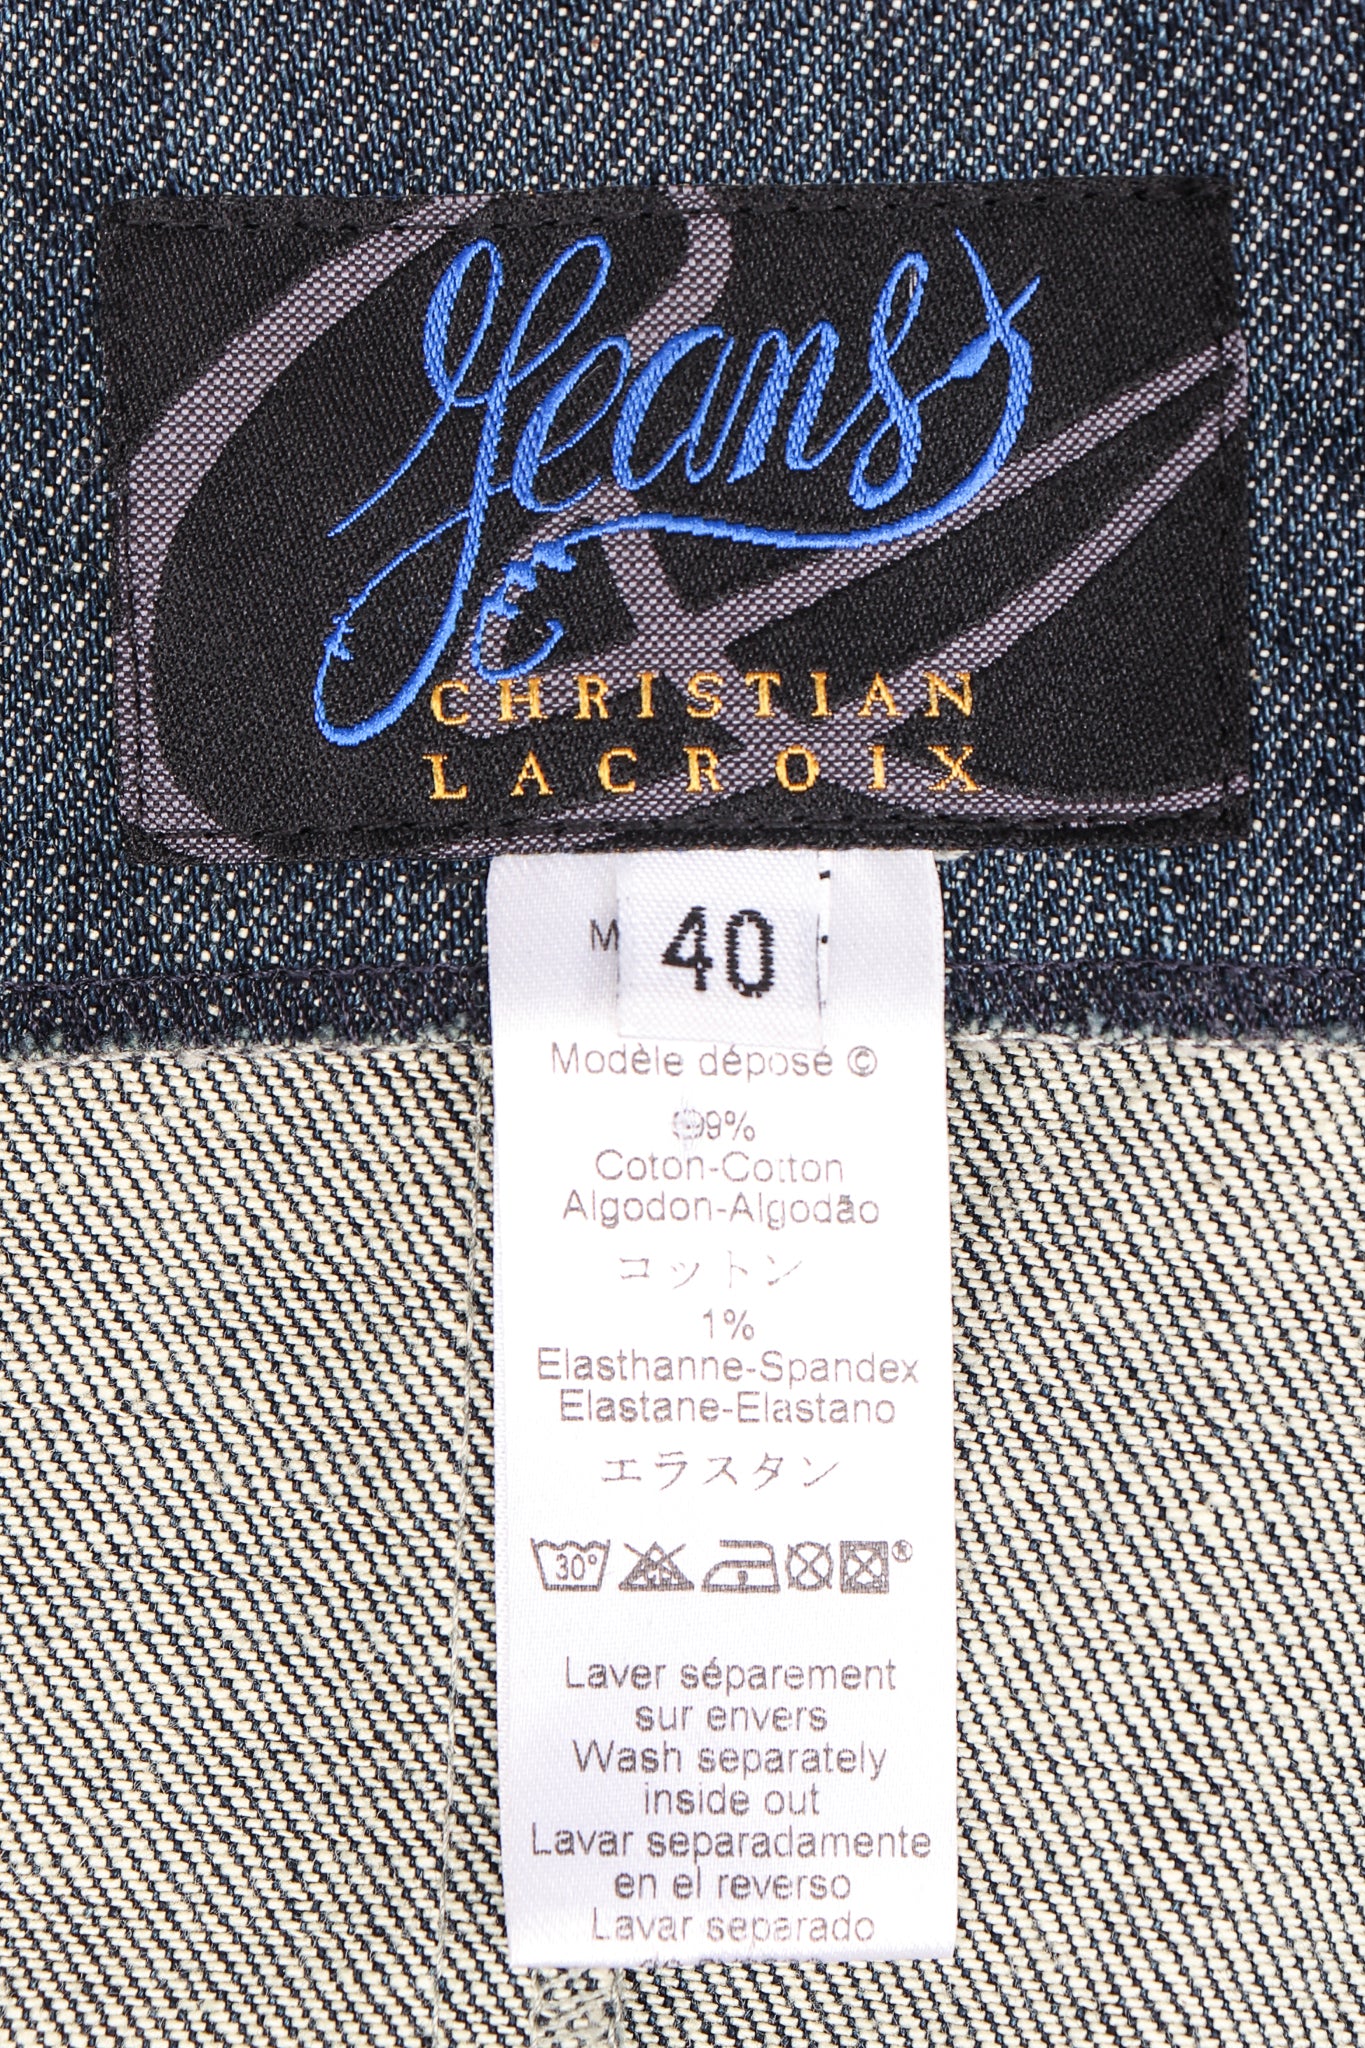 Jeans
CHRISTIAN
LACROIX
40
Modèle déposé ©
99%
Coton-Cotton
Algodon-Algodão
コットン
1%
Elasthanne-Spandex
Elastane-Elastano
エラスタン
30°
®
Laver séparement
sur envers
Wash separately
inside out
Lavar separadamente
en el reverso
Lavar separado